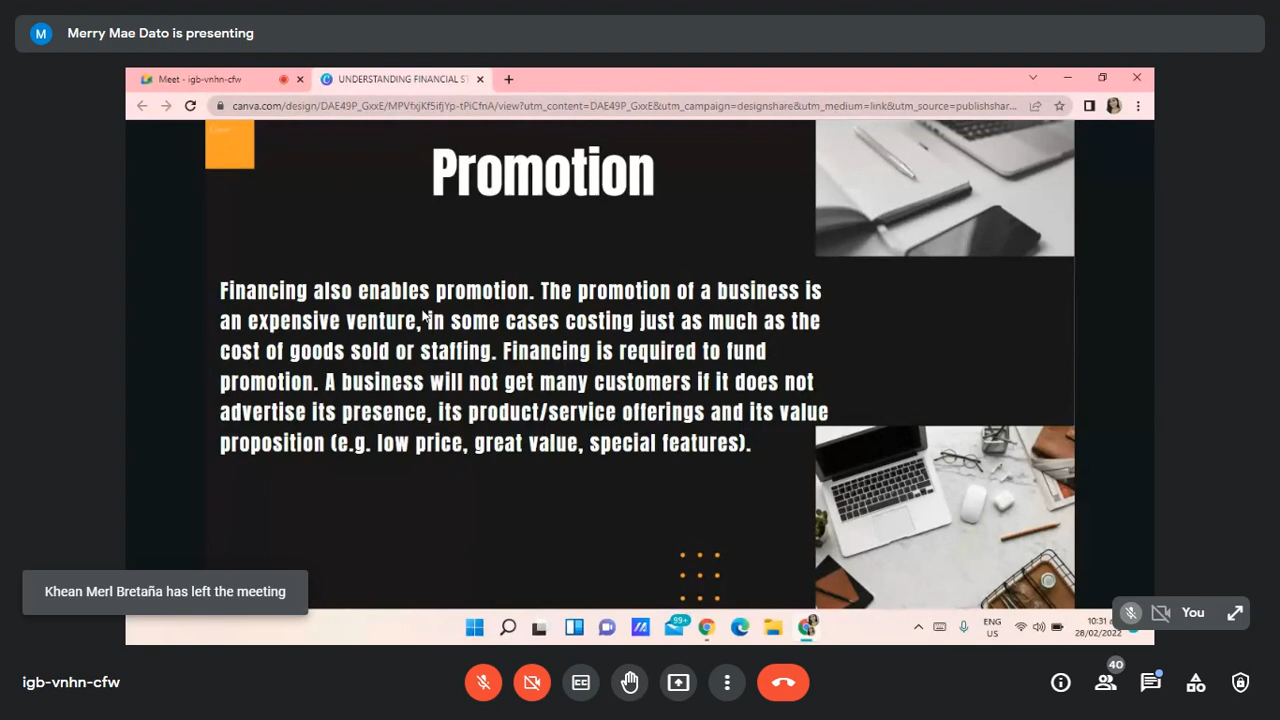 M Merry Mae Dato is presenting
Meet - igb-vnhn-cfw
UNDERSTANDING FINANCIAL ST
canva.com/design/DAE49P_GxxE/MPVfxjKf5ifjYp-tPiCfnA/view?utm_content=DAE49P_GxxE&utm_campaign=designshare&utm_medium=link&utm_source=publishshar...
Promotion
Financing also enables promotion. The promotion of a business is
an expensive venture, in some cases costing just as much as the
cost of goods sold or staffing. Financing is required to fund
promotion. A business will not get many customers if it does not
advertise its presence, its product/service offerings and its value
proposition (e.g. low price, great value, special features).
Khean Merl Bretaña has left the meeting
You
99+
ENG
US
10:31
28/02/2022
igb-vnhn-cfw
CC
40